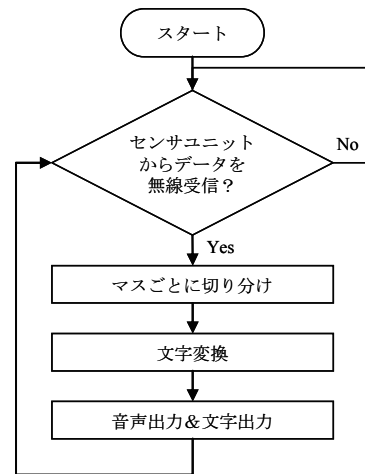 スタート
センサユニット
からデータを
無線受信？
No
Yes
マスごとに切り分け
文字変換
音声出力＆文字出力